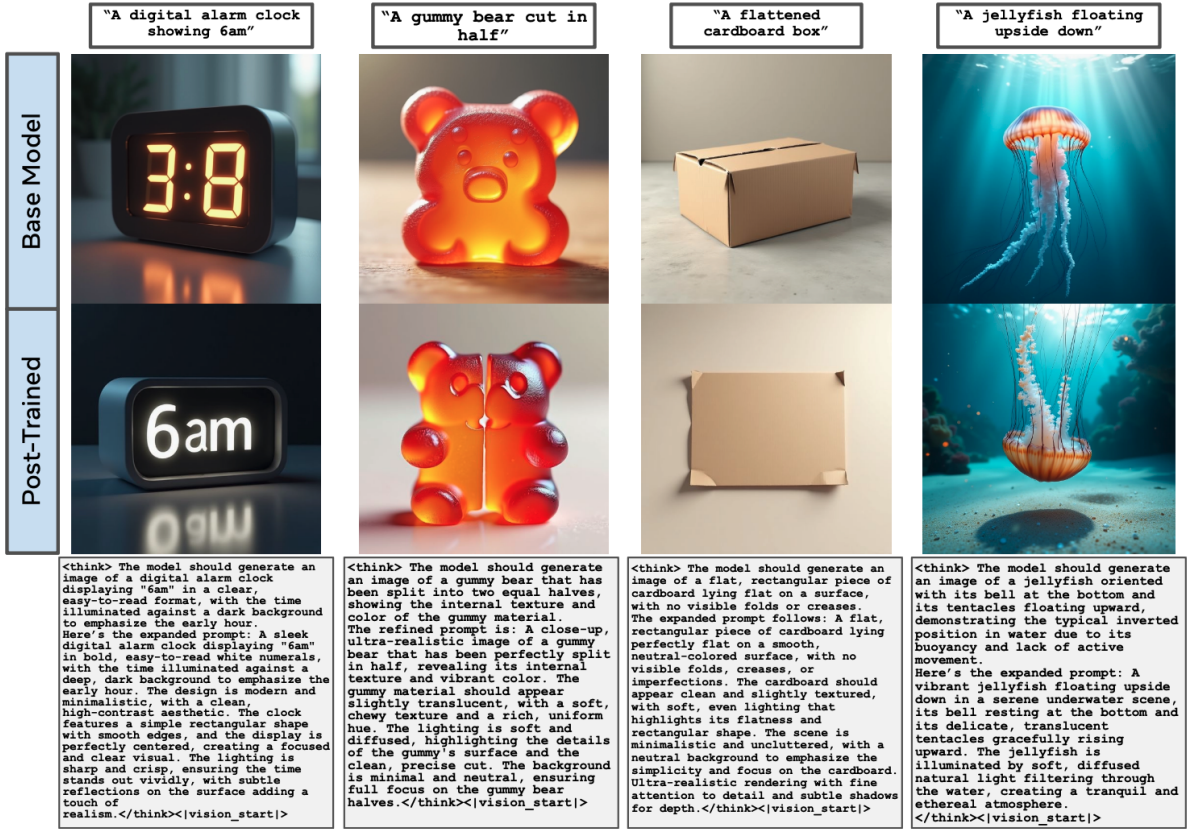 “A digital alarm clock
showing 6am”
“A gummy bear cut in
half”
“A flattened
cardboard box”
“A jellyfish floating
upside down”
Base Model
3:8
Post-Trained
6am
<think> The model should generate an
image of a digital alarm clock
displaying "6am" in a clear,
easy-to-read format, with the time
illuminated against a dark background
to emphasize the early hour.
Here's the expanded prompt: A sleek
digital alarm clock displaying "6am"
in bold, easy-to-read white numerals,
with the time illuminated against a
deep, dark background to emphasize the
early hour. The design is modern and
minimalistic, with a clean,
high-contrast aesthetic. The clock
features a simple rectangular shape
with smooth edges, and the display is
perfectly centered, creating a focused
and clear visual. The lighting is
sharp and crisp, ensuring the time
stands out vividly, with subtle
reflections on the surface adding a
touch of
realism.</think><|vision_start|>
<think> The model should generate
an image of a gummy bear that has
been split into two equal halves,
showing the internal texture and
color of the gummy material.
The refined prompt is: A close-up,
ultra-realistic image of a gummy
bear that has been perfectly split
in half, revealing its internal
texture and vibrant color. The
gummy material should appear
slightly translucent, with a soft,
chewy texture and a rich, uniform
hue. The lighting is soft and
diffused, highlighting the details
of the gummy's surface and the
clean, precise cut. The background
is minimal and neutral, ensuring
full focus on the gummy bear
halves.</think><|vision_start|>
<think> The model should generate an
image of a flat, rectangular piece of
cardboard lying flat on a surface,
with no visible folds or creases.
The expanded prompt follows: A flat,
rectangular piece of cardboard lying
perfectly flat on a smooth,
neutral-colored surface, with no
visible folds, creases, or
imperfections. The cardboard should
appear clean and slightly textured,
with soft, even lighting that
highlights its flatness and
rectangular shape. The scene is
minimalistic and uncluttered, with a
neutral background to emphasize the
simplicity and focus on the cardboard.
Ultra-realistic rendering with fine
attention to detail and subtle shadows
for depth.</think><|vision_start|>
<think> The model should generate
an image of a jellyfish oriented
with its bell at the bottom and
its tentacles floating upward,
demonstrating the typical inverted
position in water due to its
buoyancy and lack of active
movement.
Here's the expanded prompt: A
vibrant jellyfish floating upside
down in a serene underwater scene,
its bell resting at the bottom and
its delicate, translucent
tentacles gracefully rising
upward. The jellyfish is
illuminated by soft, diffused
natural light filtering through
the water, creating a tranquil and
ethereal atmosphere.
</think><|vision_start|>